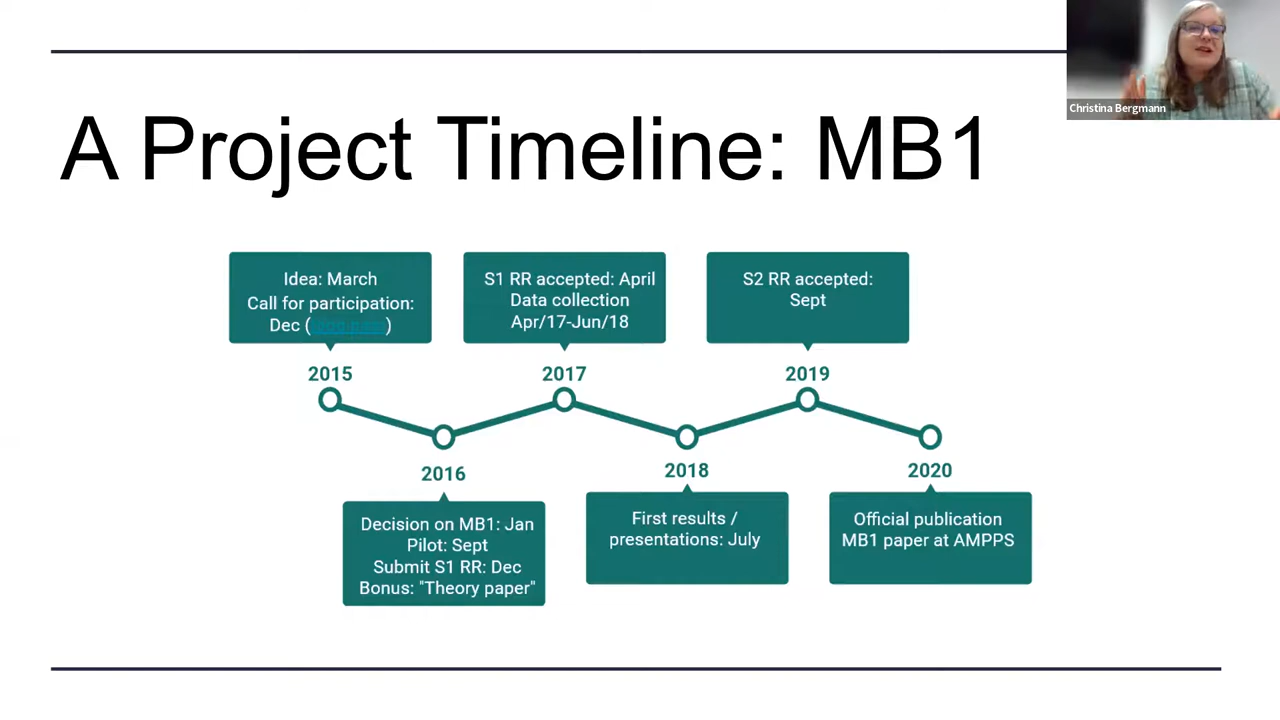 Christina Bergmann
A Project Timeline: MB1
Idea: March
Call for participation:
Dec ( )
2015
Decision on MB1: Jan
Pilot: Sept
Submit S1 RR: Dec
Bonus: "Theory paper"
2016
S1 RR accepted: April
Data collection
Apr/17-Jun/18
2017
First results /
presentations: July
2018
S2 RR accepted:
Sept
2019
Official publication
MB1 paper at AMPPS
2020